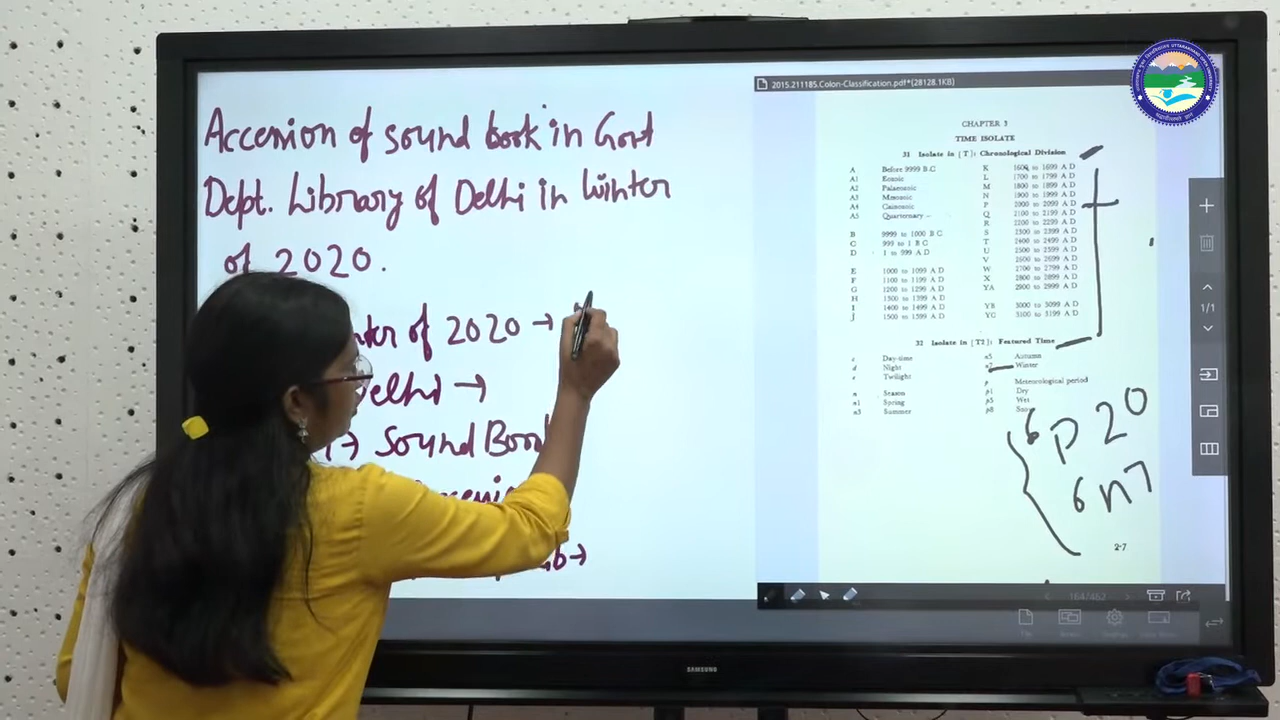 Accession of sound book in Govt
Dept. Library of Delhi in Winter
of 2020.
of 2020 →
Delhi →
→ Sound Book
→
2015.211185.Colon-Classification.pdf*(28128.1KB)
CHAPTER 3
TIME ISOLATE
31 Isolate in [T]: Chronological Division
A Before 9999 B C
A1 Eozoic
A2 Palaeozoic
A3 Mesozoic
A4 Cainozoic
A5 Quarternary
B 9999 to 1000 B C
C 999 to 1 B C
D 1 to 999 A D
E 1000 to 1099 A D
F 1100 to 1199 A D
G 1200 to 1299 A D
H 1300 to 1399 A D
I 1400 to 1499 A D
J 1500 to 1599 A D
K 1600 to 1699 A D
L 1700 to 1799 A D
M 1800 to 1899 A D
N 1900 to 1999 A D
P 2000 to 2099 A D
Q 2100 to 2199 A D
R 2200 to 2299 A D
S 2300 to 2399 A D
T 2400 to 2499 A D
U 2500 to 2599 A D
V 2600 to 2699 A D
W 2700 to 2799 A D
X 2800 to 2899 A D
YA 2900 to 2999 A D
YB 3000 to 3099 A D
YC 3100 to 3199 A D
32 Isolate in [T2]: Featured Time
c Day-time
d Night
e Twilight
n Season
n1 Spring
n3 Summer
n5 Autumn
n7 Winter
p Meteorological period
p1 Dry
p5 Wet
p8
p20
n7
2-7
1/1
164/462
SAMSUNG